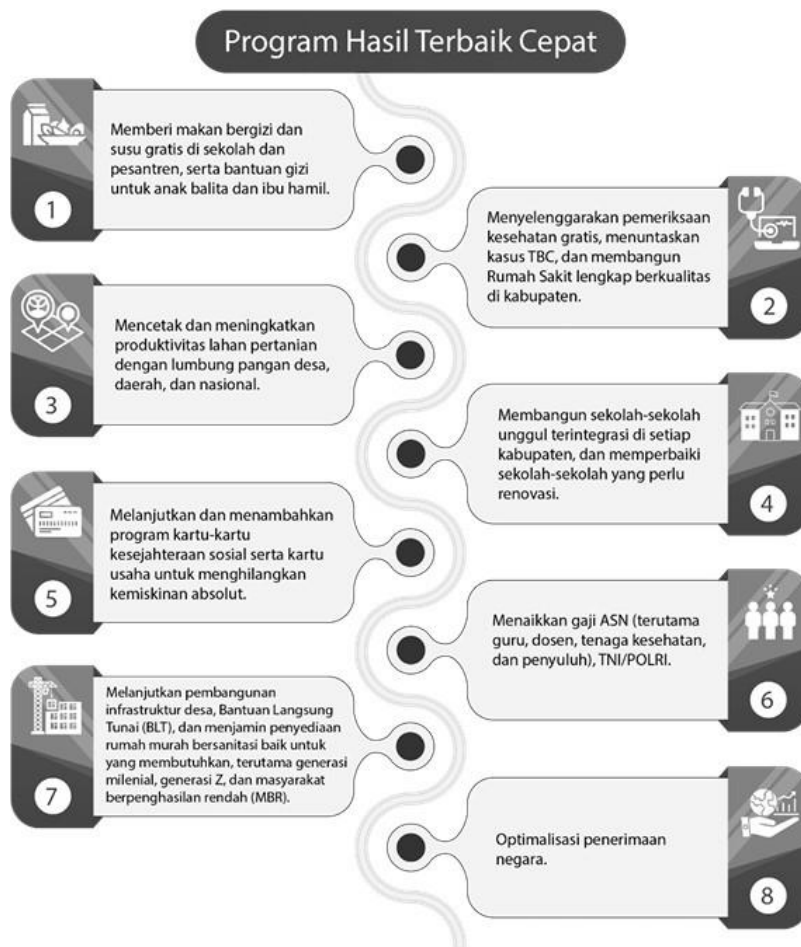 Program Hasil Terbaik Cepat
Memberi makan bergizi dan
susu gratis di sekolah dan
pesantren, serta bantuan gizi
untuk anak balita dan ibu hamil.
1
Menyelenggarakan pemeriksaan
kesehatan gratis, menuntaskan
kasus TBC, dan membangun
Rumah Sakit lengkap berkualitas
di kabupaten.
2
Mencetak dan meningkatkan
produktivitas lahan pertanian
dengan lumbung pangan desa,
daerah, dan nasional.
3
Membangun sekolah-sekolah
unggul terintegrasi di setiap
kabupaten, dan memperbaiki
sekolah-sekolah yang perlu
renovasi.
4
Melanjutkan dan menambahkan
program kartu-kartu
kesejahteraan sosial serta kartu
usaha untuk menghilangkan
kemiskinan absolut.
5
Menaikkan gaji ASN (terutama
guru, dosen, tenaga kesehatan,
dan penyuluh), TNI/POLRI.
6
Melanjutkan pembangunan
infrastruktur desa, Bantuan Langsung
Tunai (BLT), dan menjamin penyediaan
rumah murah bersanitasi baik untuk
yang membutuhkan, terutama generasi
milenial, generasi Z, dan masyarakat
berpenghasilan rendah (MBR).
7
Optimalisasi penerimaan
negara.
8